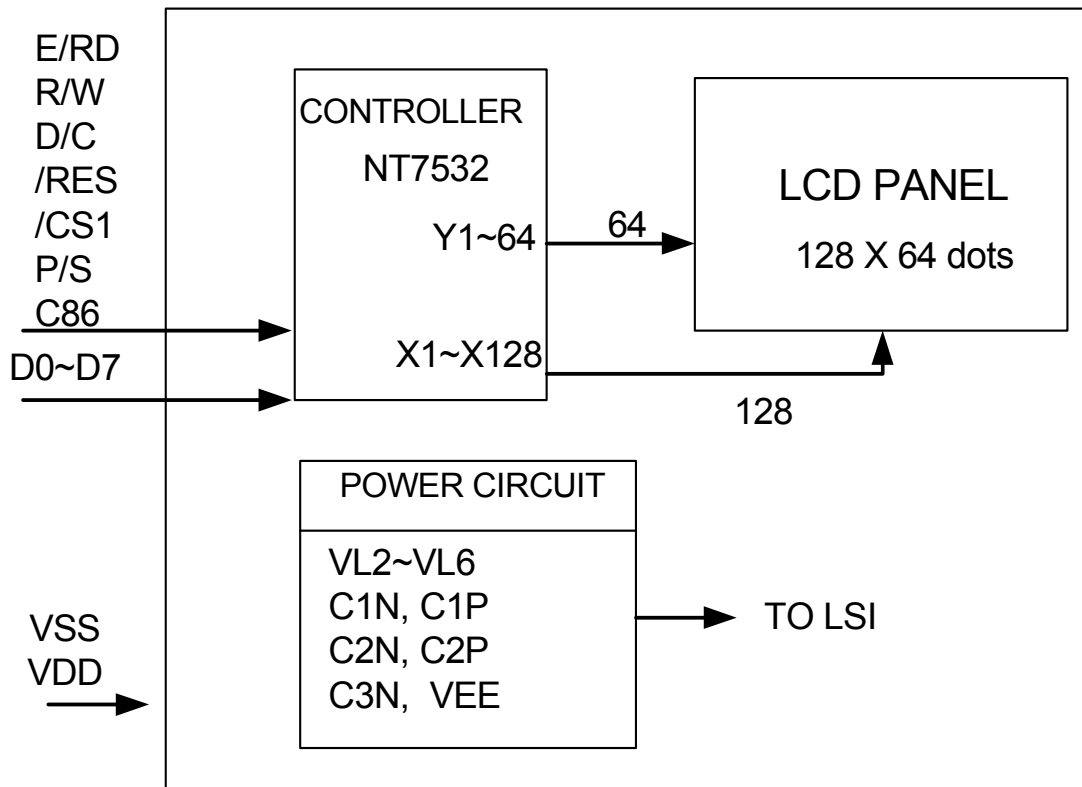 E/RD
R/W
D/C
/RES
/CS1
P/S
C86
D0~D7
CONTROLLER
NT7532
Y1~64
X1~X128
64
128
LCD PANEL
128 X 64 dots
POWER CIRCUIT
VL2~VL6
C1N, C1P
C2N, C2P
C3N, VEE
TO LSI
VSS
VDD